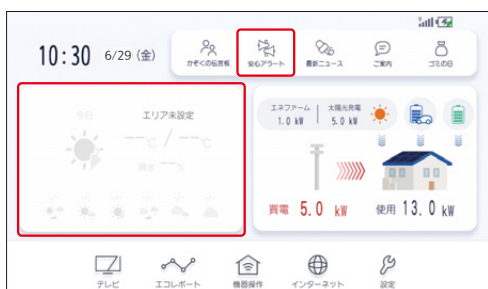 10:30 6/29 (金)
かぞくの伝言板 安心アラート 最新ニュース ご案内 ゴミの日
今日 エリア未設定
--℃ / --℃
降水 --%
エネファーム 太陽光発電
1.0 kW 5.0 kW
買電 5.0 kW 使用 13.0 kW
テレビ エコレポート 機器操作 インターネット 設定